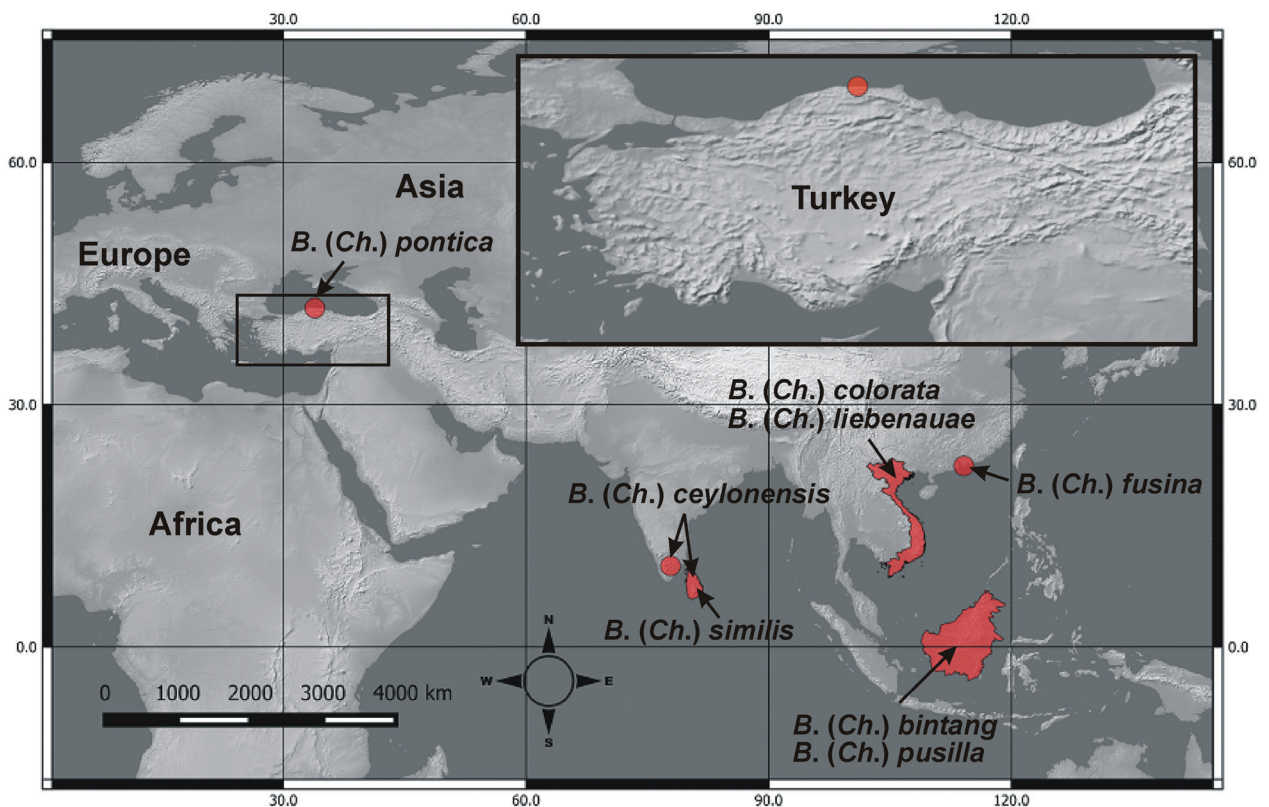 30.0
60.0
90.0
120.0
60.0
60.0
Asia
Turkey
Europe
B. (Ch.) pontica
30.0
30.0
B. (Ch.) colorata
B. (Ch.) liebenauae
B. (Ch.) ceylonensis
B. (Ch.) fusina
Africa
B. (Ch.) similis
N
W
E
S
0.0
0.0
0
1000
2000
3000
4000 km
B. (Ch.) bintang
B. (Ch.) pusilla
30.0
60.0
90.0
120.0